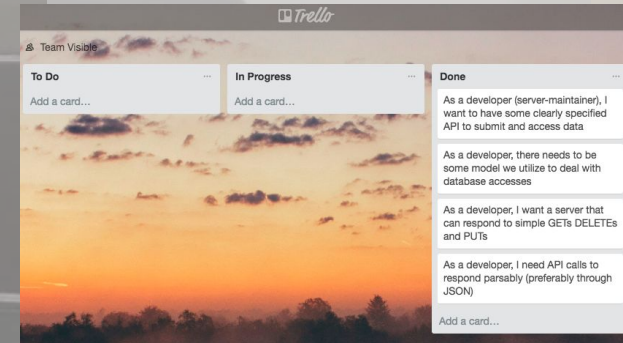 Trello
Team Visible
To Do
...
Add a card...
In Progress
...
Add a card...
Done
...
As a developer (server-maintainer), I
want to have some clearly specified
API to submit and access data
As a developer, there needs to be
some model we utilize to deal with
database accesses
As a developer, I want a server that
can respond to simple GETs DELETEs
and PUTs
As a developer, I need API calls to
respond parsably (preferably through
JSON)
Add a card...